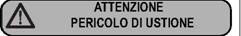 ATTENZIONE
PERICOLO DI USTIONE